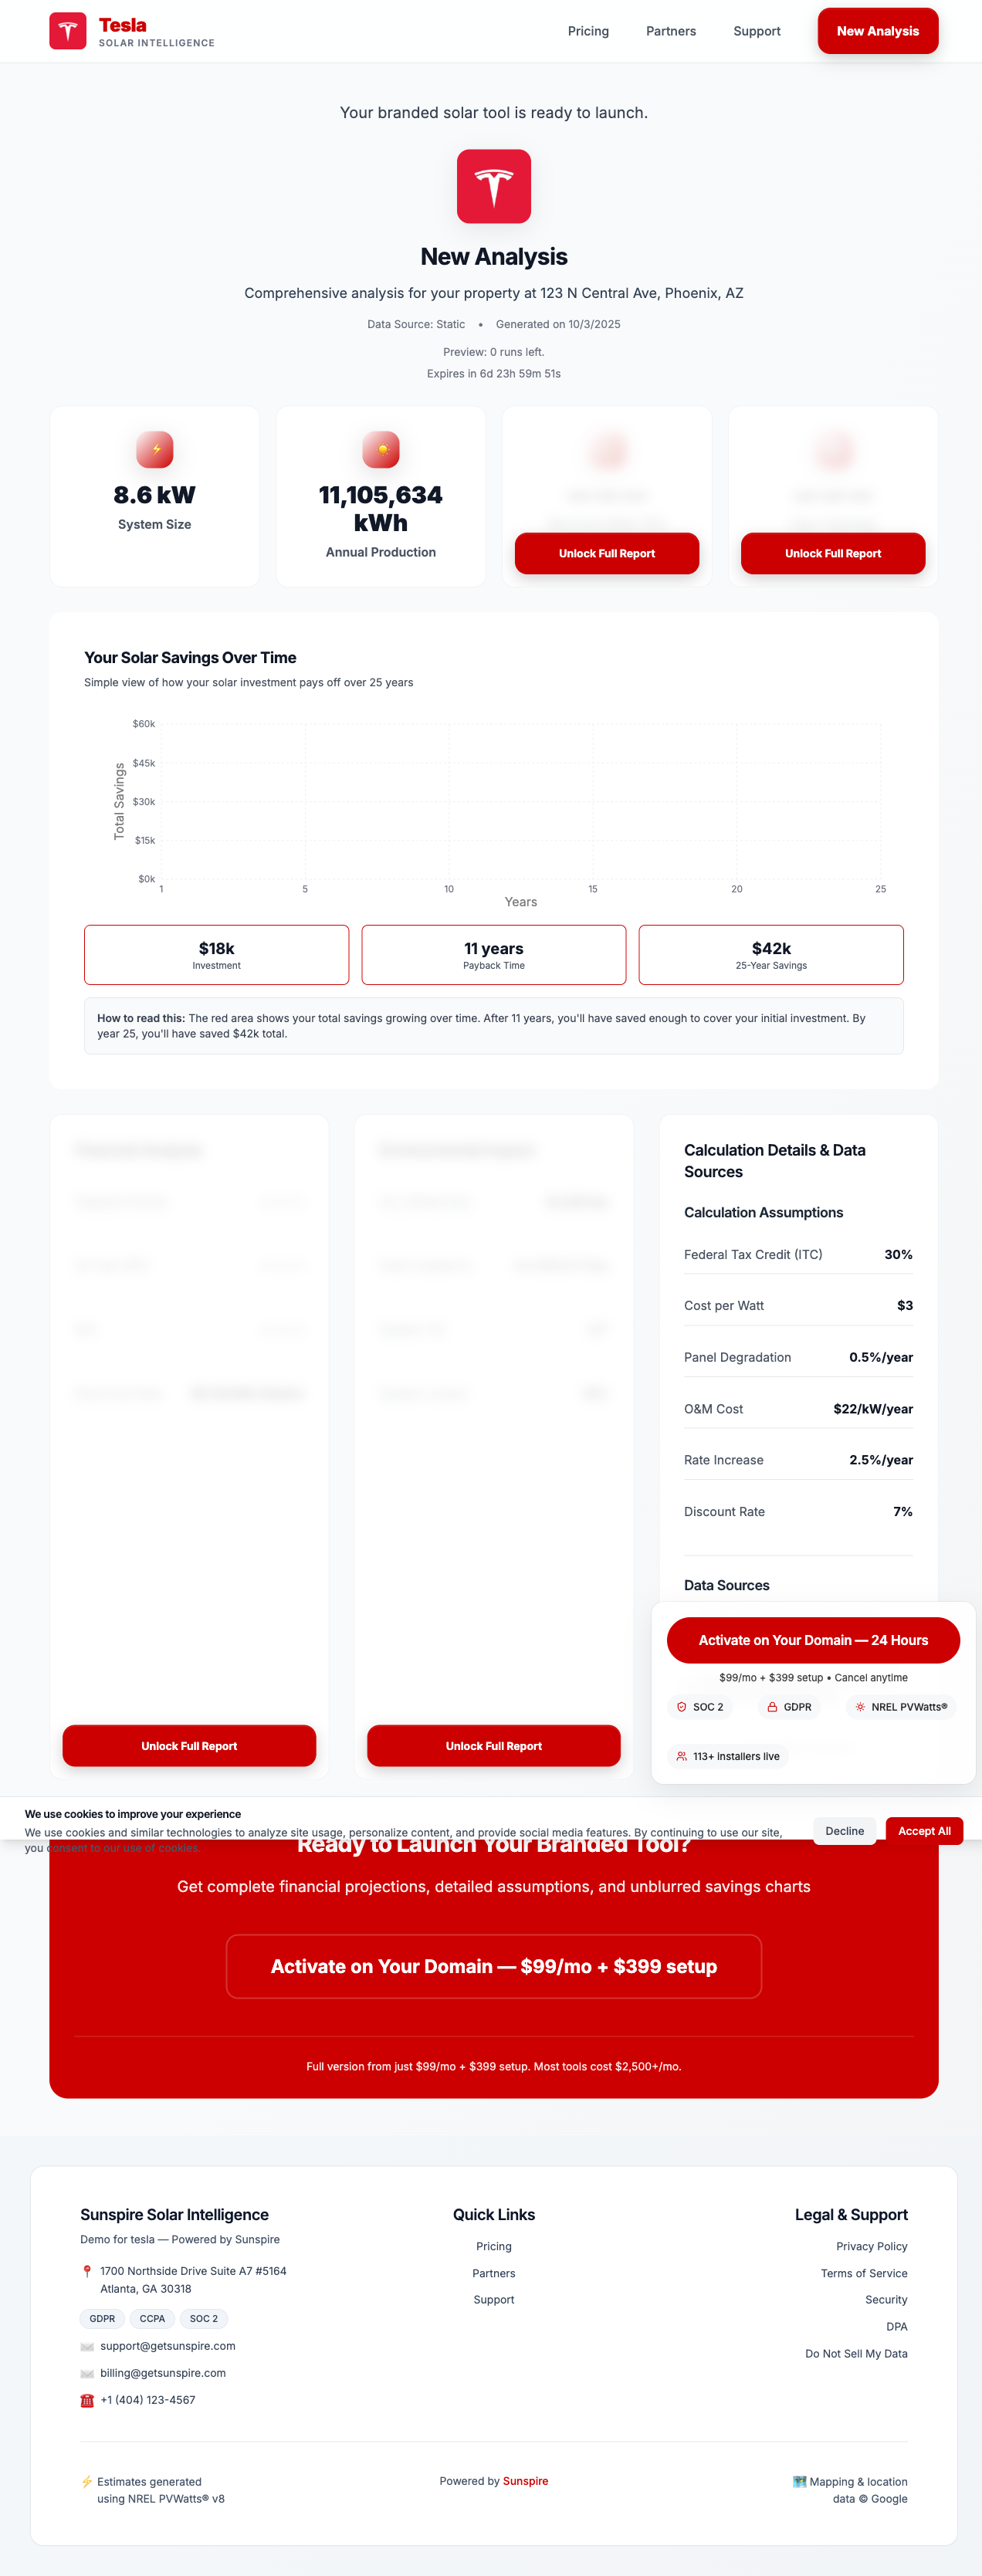 Tesla
SOLAR INTELLIGENCE
Pricing
Partners
Support
New Analysis
Your branded solar tool is ready to launch.
New Analysis
Comprehensive analysis for your property at 123 N Central Ave, Phoenix, AZ
Data Source: Static • Generated on 10/3/2025
Preview: 0 runs left.
Expires in 6d 23h 59m 51s
8.6 kW
System Size
11,105,634
kWh
Annual Production
Unlock Full Report
Unlock Full Report
Your Solar Savings Over Time
Simple view of how your solar investment pays off over 25 years
$60k
$45k
$30k
$15k
$0k
Total Savings
1
5
10
15
20
25
Years
$18k
Investment
11 years
Payback Time
$42k
25-Year Savings
How to read this: The red area shows your total savings growing over time. After 11 years, you'll have saved enough to cover your initial investment. By
year 25, you'll have saved $42k total.
Unlock Full Report
Unlock Full Report
Calculation Details & Data
Sources
Calculation Assumptions
Federal Tax Credit (ITC) 30%
Cost per Watt $3
Panel Degradation 0.5%/year
O&M Cost $22/kW/year
Rate Increase 2.5%/year
Discount Rate 7%
Data Sources
Activate on Your Domain — 24 Hours
$99/mo + $399 setup • Cancel anytime
SOC 2
GDPR
NREL PVWatts®
113+ installers live
We use cookies to improve your experience
We use cookies and similar technologies to analyze site usage, personalize content, and provide social media features. By continuing to use our site,
you consent to our use of cookies.
Decline
Accept All
Ready to Launch Your Branded Tool?
Get complete financial projections, detailed assumptions, and unblurred savings charts
Activate on Your Domain — $99/mo + $399 setup
Full version from just $99/mo + $399 setup. Most tools cost $2,500+/mo.
Sunspire Solar Intelligence
Demo for tesla — Powered by Sunspire
1700 Northside Drive Suite A7 #5164
Atlanta, GA 30318
GDPR
CCPA
SOC 2
support@getsunspire.com
billing@getsunspire.com
+1 (404) 123-4567
Quick Links
Pricing
Partners
Support
Legal & Support
Privacy Policy
Terms of Service
Security
DPA
Do Not Sell My Data
Estimates generated
using NREL PVWatts® v8
Powered by Sunspire
Mapping & location
data © Google